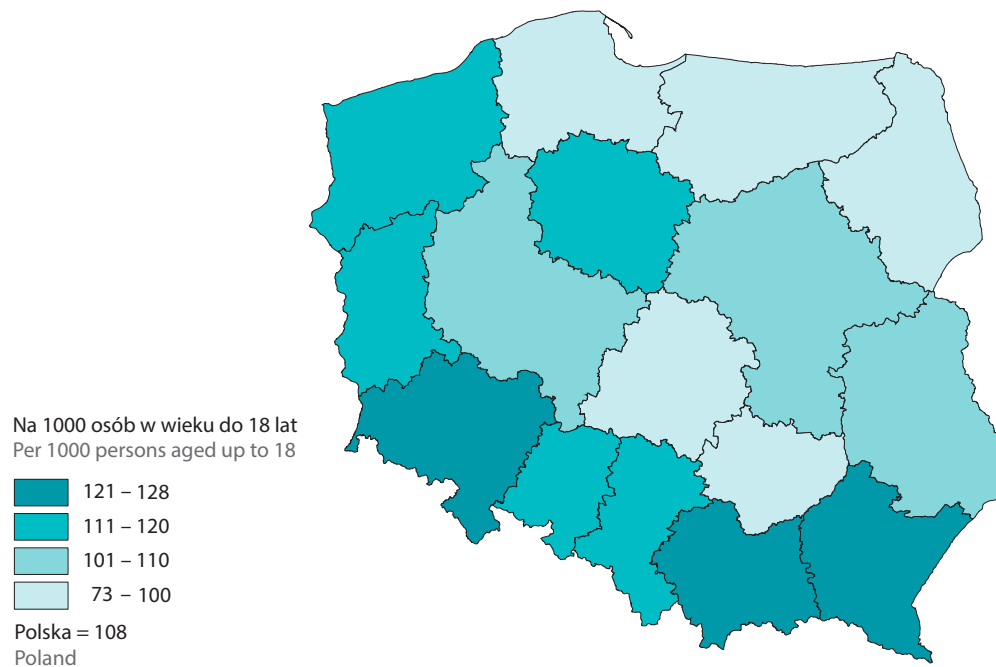 Na 1000 osób w wieku do 18 lat
Per 1000 persons aged up to 18
121 – 128
111 – 120
101 – 110
73 – 100
Polska = 108
Poland